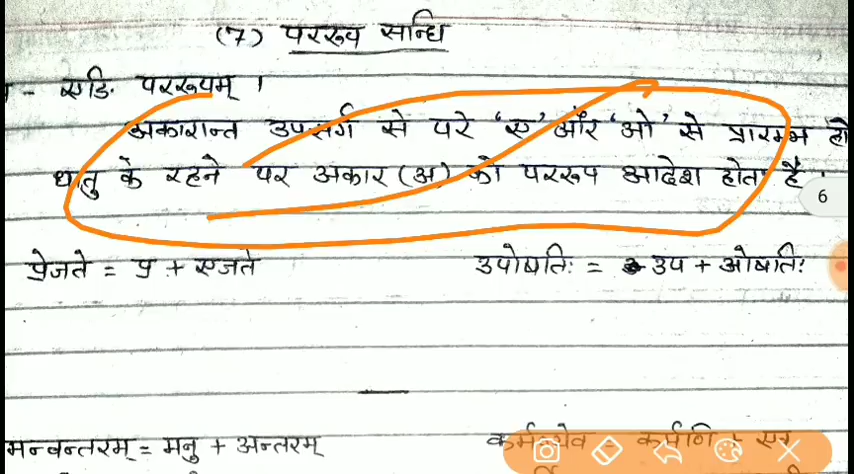 (7) पररूप सन्धि
- एङि पररूपम् ।
अकारान्त उपसर्ग से परे 'ए' और 'ओ' से प्रारम्भ हो
धातु के रहने पर अकार (अ) को पररूप आदेश होता है ।
6
प्रेजते = प्र + एजते
उपोषतिः = उप + ओषतिः
मन्वन्तरम् = मनु + अन्तरम्